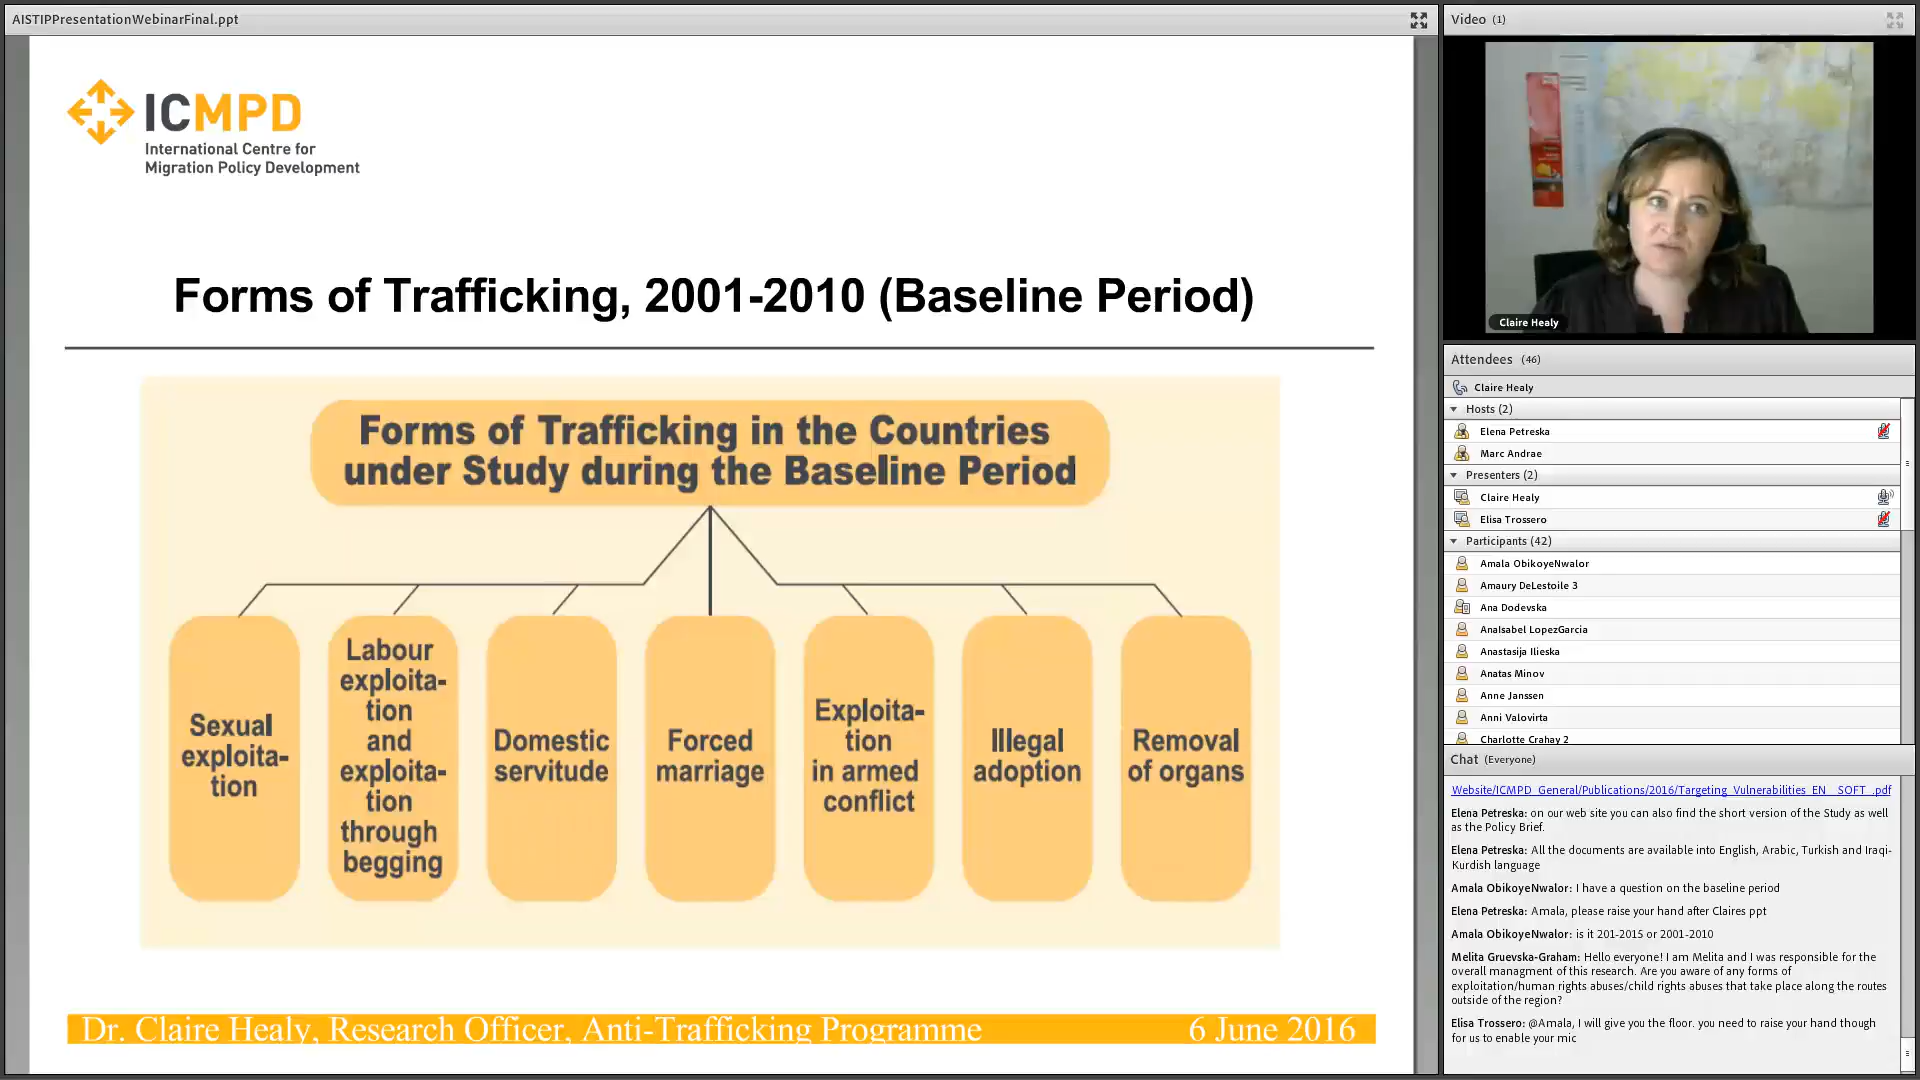 AISTIPPresentationWebinarFinal.ppt
ICMPD
International Centre for
Migration Policy Development
Forms of Trafficking, 2001-2010 (Baseline Period)
Forms of Trafficking in the Countries
under Study during the Baseline Period
Sexual
exploita-
tion
Labour
exploita-
tion
and
exploita-
tion
through
begging
Domestic
servitude
Forced
marriage
Exploita-
tion
in armed
conflict
Illegal
adoption
Removal
of organs
Dr. Claire Healy, Research Officer, Anti-Trafficking Programme 6 June 2016
Video (1)
Claire Healy
Attendees (46)
Claire Healy
Hosts (2)
Elena Petreska
Marc Andrae
Presenters (2)
Claire Healy
Elisa Trossero
Participants (42)
Amala ObikoyeNwalor
Amaury DeLestoile 3
Ana Dodevska
AnaIsabel LopezGarcia
Anastasija Ilieska
Anatas Minov
Anne Janssen
Anni Valovirta
Charlotte Crahay 2
Chat (Everyone)
Website/ICMPD_General/Publications/2016/Targeting_Vulnerabilities_EN__SOFT_.pdf
Elena Petreska: on our web site you can also find the short version of the Study as well
as the Policy Brief.
Elena Petreska: All the documents are available into English, Arabic, Turkish and Iraqi-
Kurdish language
Amala ObikoyeNwalor: I have a question on the baseline period
Elena Petreska: Amala, please raise your hand after Claires ppt
Amala ObikoyeNwalor: is it 201-2015 or 2001-2010
Melita Gruevska-Graham: Hello everyone! I am Melita and I was responsible for the
overall managment of this research. Are you aware of any forms of
exploitation/human rights abuses/child rights abuses that take place along the routes
outside of the region?
Elisa Trossero: @Amala, I will give you the floor. you need to raise your hand though
for us to enable your mic